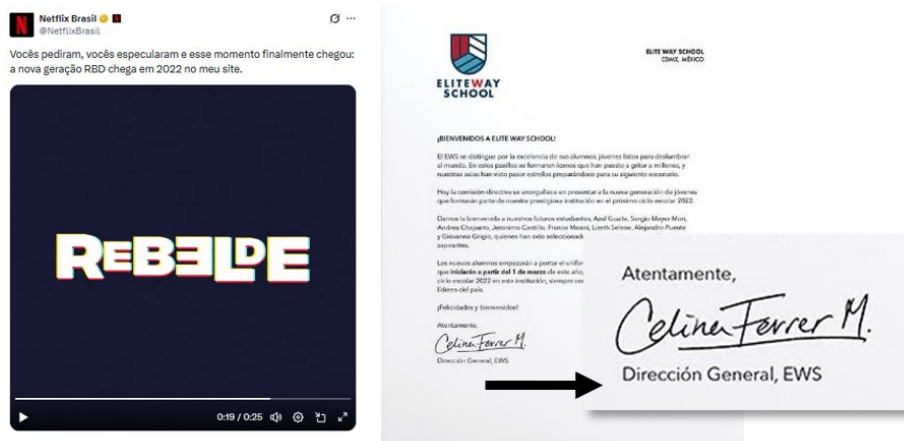 Netflix Brasil
@NetflixBrasil
Vocês pediram, vocês especularam e esse momento finalmente chegou:
a nova geração RBD chega em 2022 no meu site.
REBELDE
0:19 / 0:25
ELITEWAY
SCHOOL
ELITE WAY SCHOOL
CDMX, MÉXICO
¡BIENVENIDOS A ELITE WAY SCHOOL!
El EWS se distingue por la excelencia de sus alumnos, jóvenes listos para deslumbrar
al mundo. En estos pasillos se formaron íconos que han puesto a gritar a millones, y
nuestras aulas han visto pasar estrellas preparándose para su siguiente escenario.
Hoy la comisión directiva se enorgullece en presentar a la nueva generación de jóvenes
que formarán parte de nuestra prestigiosa institución en el próximo ciclo escolar 2022.
Damos la bienvenida a nuestros futuros estudiantes, Azul Guaita, Sergio Mayer Mori,
Andrea Chaparro, Jeronimo Cantillo, Franco Masini, Lizeth Selene, Alejandro Puente
y Giovanna Grigio, quienes han sido
aspirantes.
Los nuevos alumnos empezarán a portar el
que iniciarán a partir del 1 de marzo de este año,
ciclo escolar 2022 en esta institución, siempre
líderes del país.
¡Felicidades y bienvenidos!
Atentamente,
Celina Ferrer M.
Dirección General, EWS
Atentamente,
Celina Ferrer M.
Dirección General, EWS